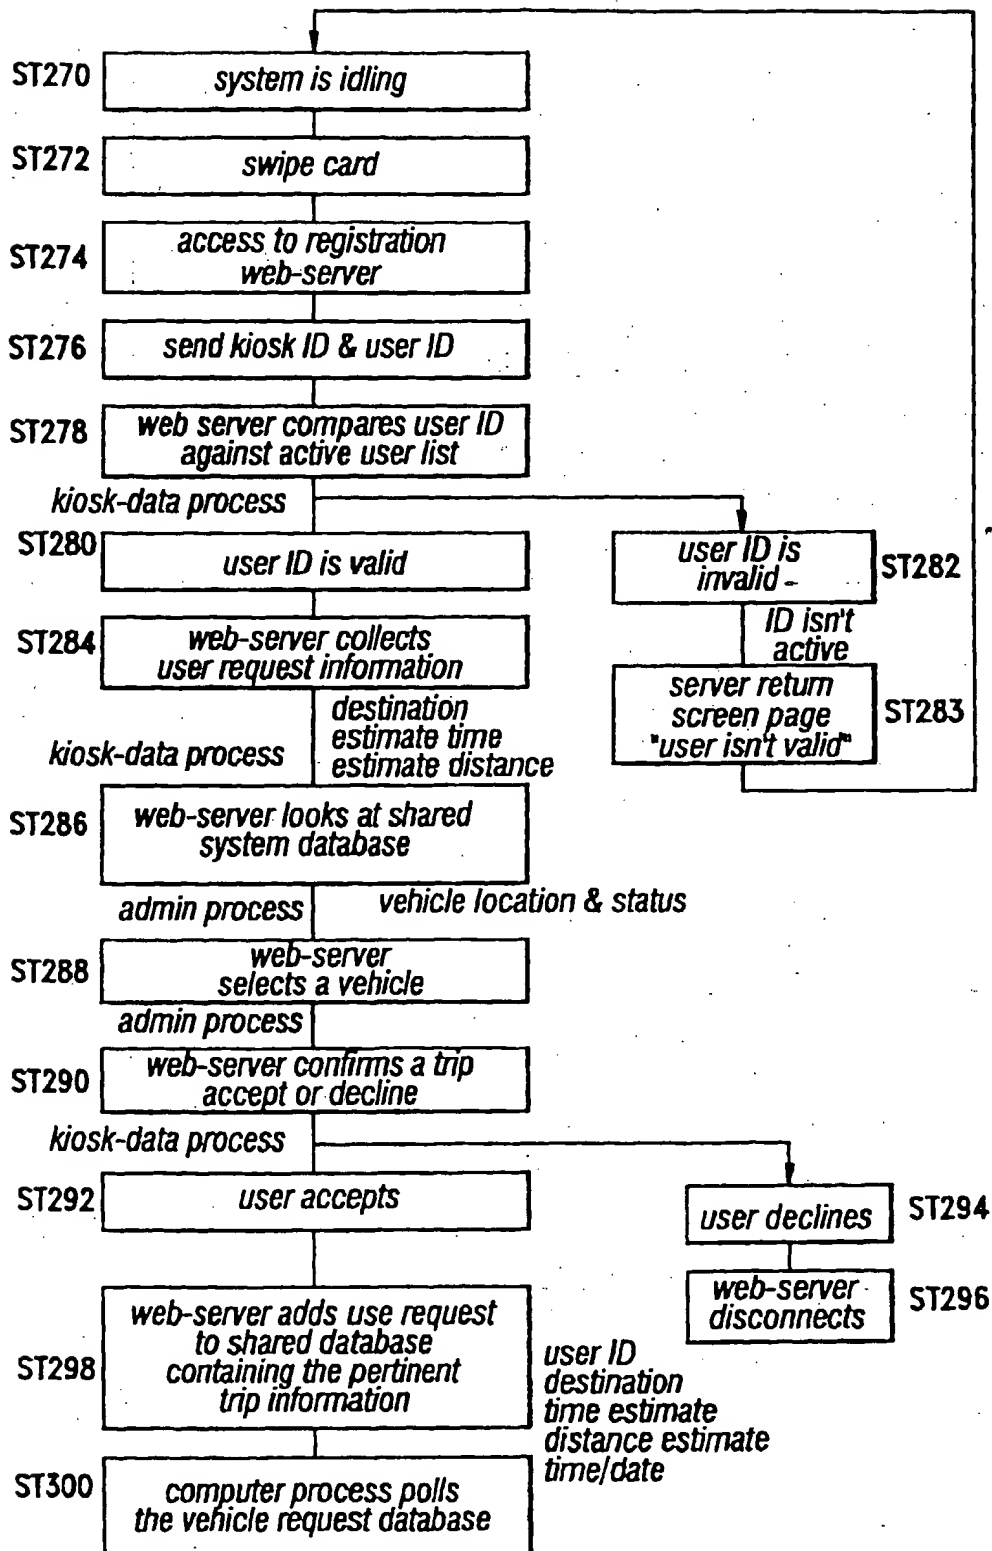 ST270
system is idling
ST272
swipe card
ST274
access to registration
web-server
ST276
send kiosk ID & user ID
ST278
web server compares user ID
against active user list
kiosk-data process
ST280
user ID is valid
user ID is
invalid -
ST282
ID isn't
active
ST284
web-server collects
user request information
server return
screen page
"user isn't valid"
ST283
destination
estimate time
estimate distance
kiosk-data process
ST286
web-server looks at shared
system database
admin process
vehicle location & status
ST288
web-server
selects a vehicle
admin process
ST290
web-server confirms a trip
accept or decline
kiosk-data process
ST292
user accepts
user declines
ST294
web-server
disconnects
ST296
ST298
web-server adds use request
to shared database
containing the pertinent
trip information
user ID
destination
time estimate
distance estimate
time/date
ST300
computer process polls
the vehicle request database